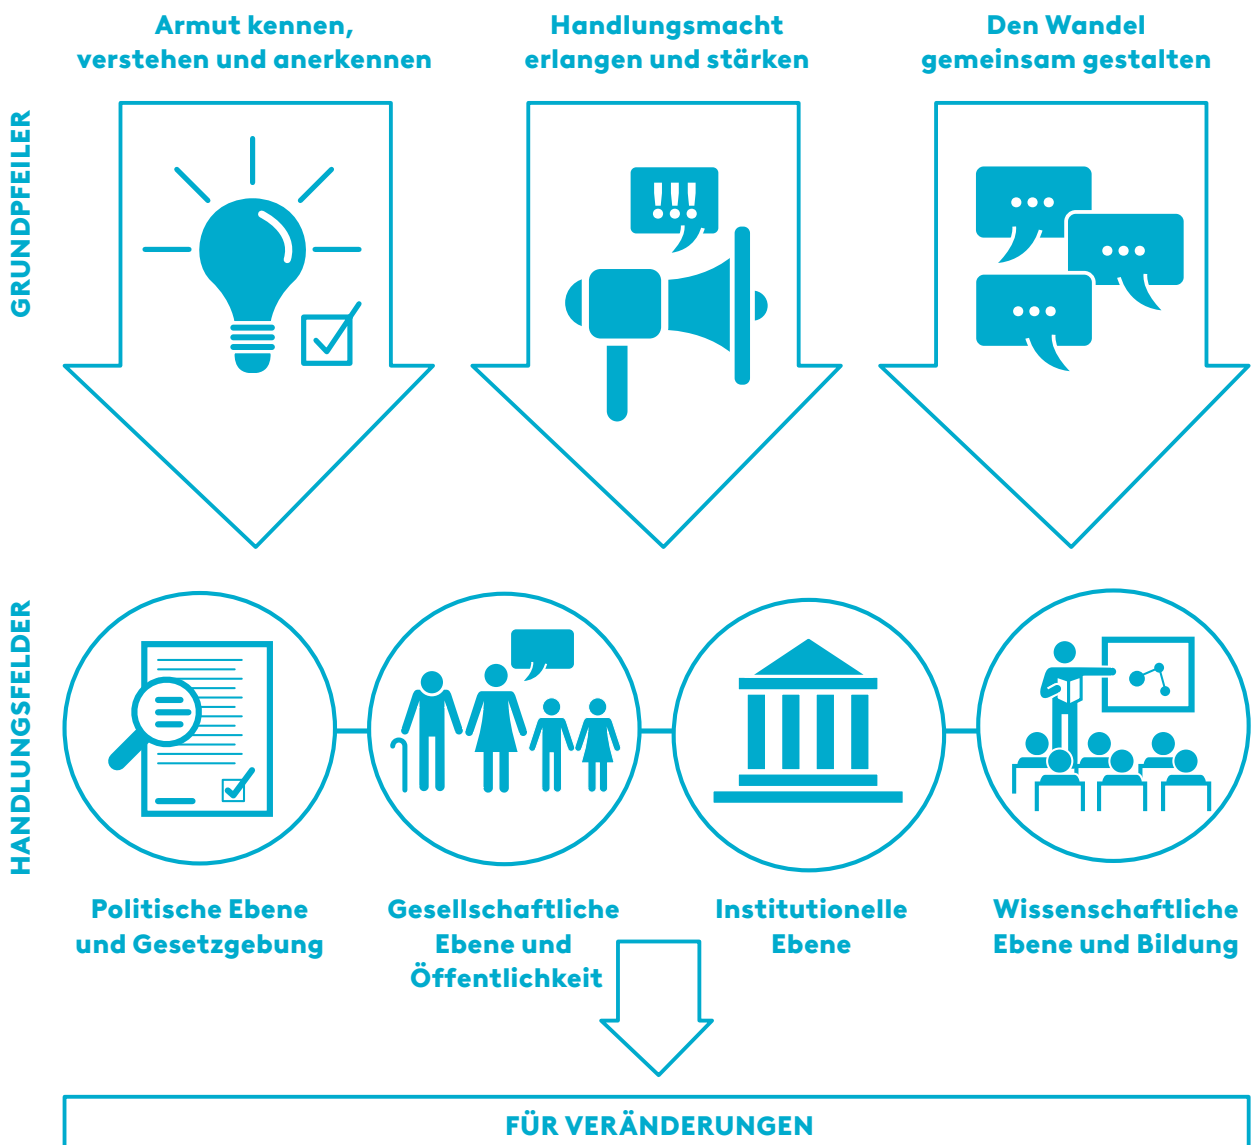 Armut kennen,
verstehen und anerkennen
Handlungsmacht
erlangen und stärken
Den Wandel
gemeinsam gestalten
GRUNDPFEILER
!!!
HANDLUNGSFELDER
Politische Ebene
und Gesetzgebung
Gesellschaftliche
Ebene und
Öffentlichkeit
Institutionelle
Ebene
Wissenschaftliche
Ebene und Bildung
FÜR VERÄNDERUNGEN